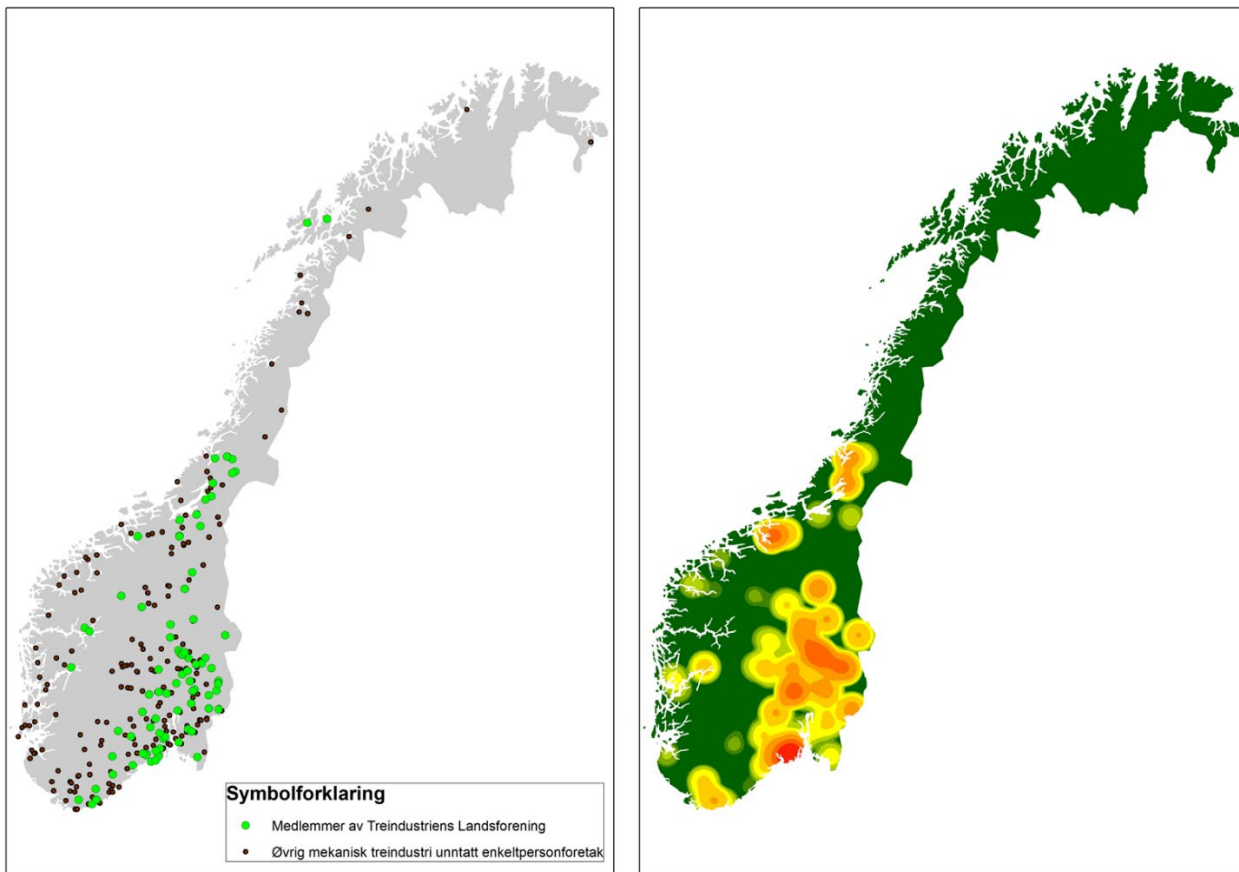 Symbolforklaring
Medlemmer av Treindustriens Landsforening
Øvrig mekanisk treindustri unntatt enkeltpersonforetak